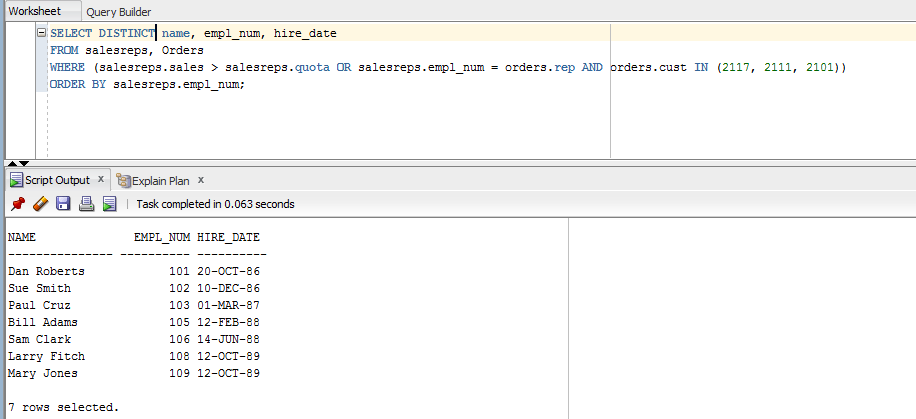 Worksheet Query Builder
SELECT DISTINCT name, empl_num, hire_date
FROM salesreps, Orders
WHERE (salesreps.sales > salesreps.quota OR salesreps.empl_num = orders.rep AND orders.cust IN (2117, 2111, 2101))
ORDER BY salesreps.empl_num;
Script Output x Explain Plan x
Task completed in 0.063 seconds
NAME EMPL_NUM HIRE_DATE
--------------- ---------- ----------
Dan Roberts 101 20-OCT-86
Sue Smith 102 10-DEC-86
Paul Cruz 103 01-MAR-87
Bill Adams 105 12-FEB-88
Sam Clark 106 14-JUN-88
Larry Fitch 108 12-OCT-89
Mary Jones 109 12-OCT-89
7 rows selected.